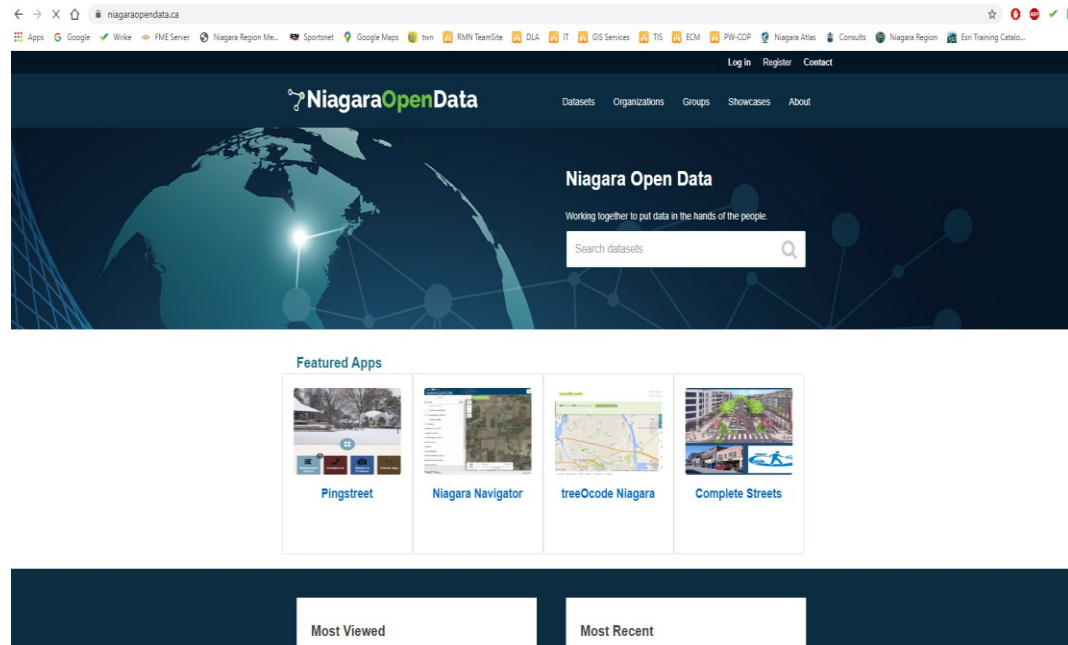 niagaraopendata.ca
Apps Google Wrike FME Server Niagara Region Me... Sportsnet Google Maps twn RMN TeamSite DLA IT GIS Services TIS ECM PW-COP Niagara Atlas Consults Niagara Region Esri Training Catalo...
Log in Register Contact
NiagaraOpenData
Datasets Organizations Groups Showcases About
Niagara Open Data
Working together to put data in the hands of the people.
Search datasets
Featured Apps
Pingstreet Niagara Navigator treeOcode Niagara Complete Streets
Most Viewed Most Recent